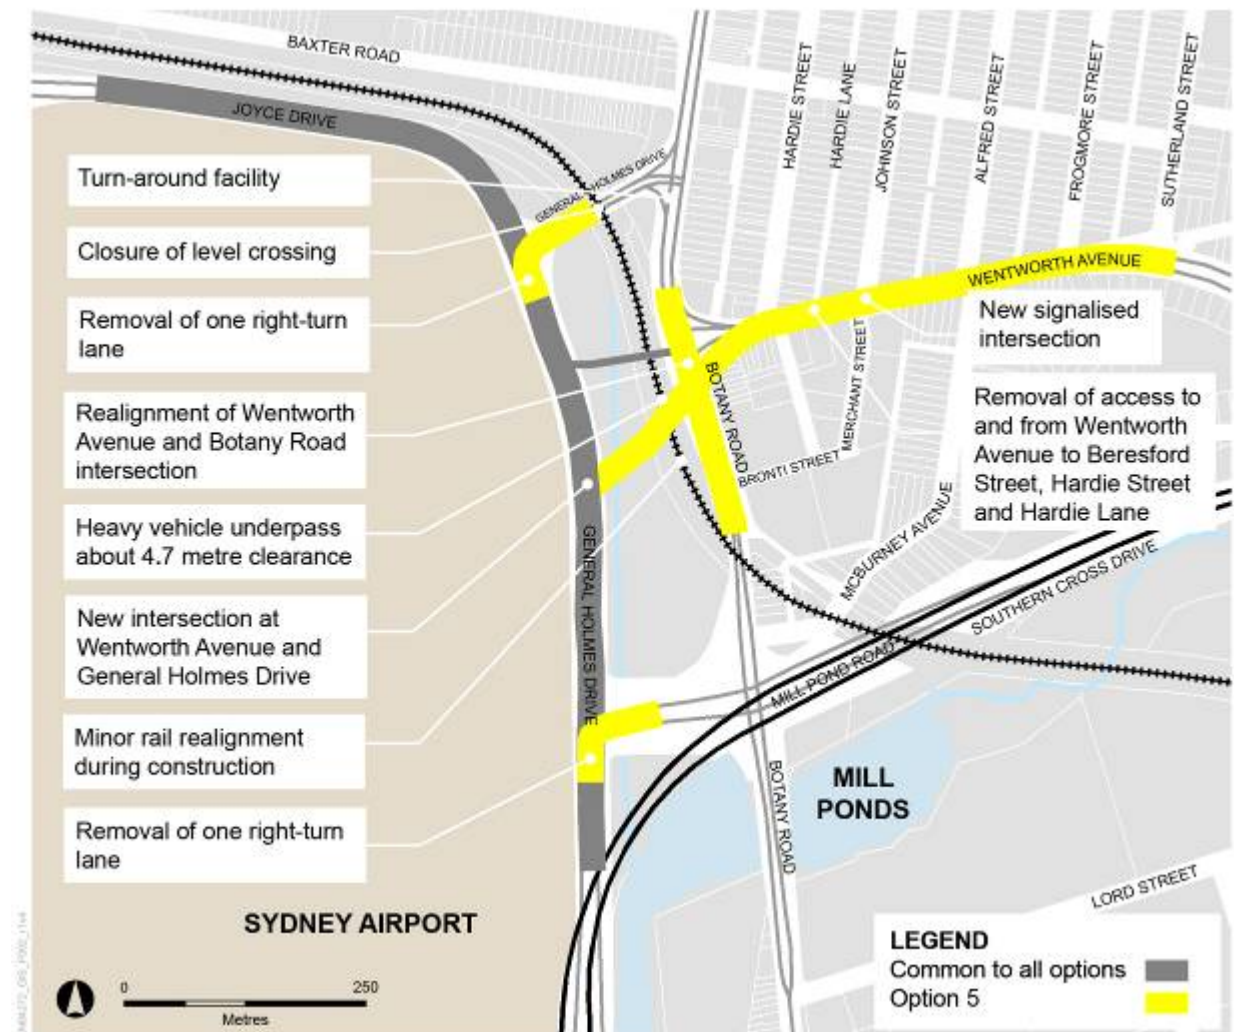 BAXTER ROAD
JOYCE DRIVE
GENERAL HOLMES DRIVE
HARDIE STREET
HARDIE LANE
JOHNSON STREET
ALFRED STREET
FROGMORE STREET
SUTHERLAND STREET
Turn-around facility
Closure of level crossing
Removal of one right-turn
lane
Realignment of Wentworth
Avenue and Botany Road
intersection
Heavy vehicle underpass
about 4.7 metre clearance
New intersection at
Wentworth Avenue and
General Holmes Drive
Minor rail realignment
during construction
Removal of one right-turn
lane
WENTWORTH AVENUE
New signalised
intersection
Removal of access to
and from Wentworth
Avenue to Beresford
Street, Hardie Street
and Hardie Lane
BOTANY ROAD
MERCHANT STREET
BRONTI STREET
MCBURNEY AVENUE
SOUTHERN CROSS DRIVE
GENERAL HOLMES DRIVE
MILL POND ROAD
BOTANY ROAD
MILL
PONDS
LORD STREET
SYDNEY AIRPORT
0 250
Metres
LEGEND
Common to all options
Option 5